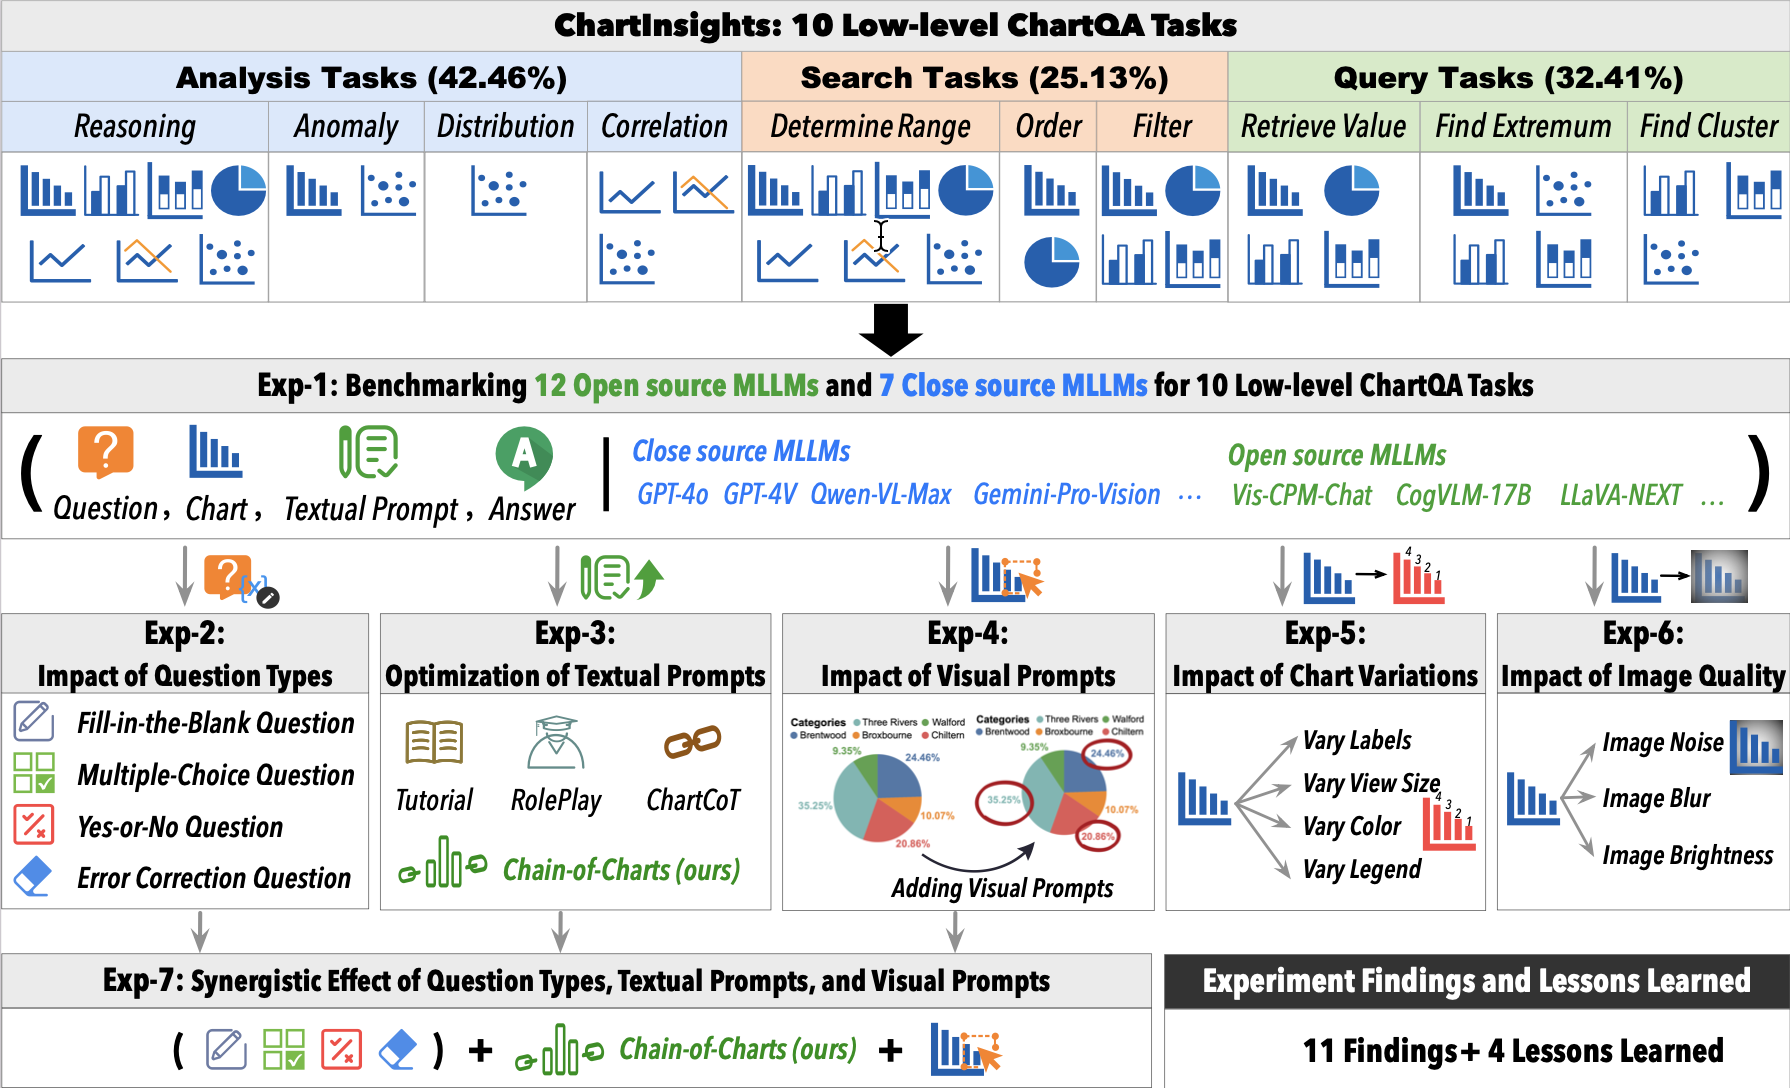 ChartInsights: 10 Low-level ChartQA Tasks
Analysis Tasks (42.46%)
Search Tasks (25.13%)
Query Tasks (32.41%)
Reasoning
Anomaly
Distribution
Correlation
Determine Range
Order
Filter
Retrieve Value
Find Extremum
Find Cluster
Exp-1: Benchmarking 12 Open source MLLMs and 7 Close source MLLMs for 10 Low-level ChartQA Tasks
( ? A | )
Question , Chart , Textual Prompt , Answer
Close source MLLMs
GPT-4o GPT-4V Qwen-VL-Max Gemini-Pro-Vision ...
Open source MLLMs
Vis-CPM-Chat CogVLM-17B LLaVA-NEXT ...
? {x}
4 3 2 1
Exp-2:
Impact of Question Types
Fill-in-the-Blank Question
Multiple-Choice Question
Yes-or-No Question
Error Correction Question
Exp-3:
Optimization of Textual Prompts
Tutorial
RolePlay
ChartCoT
Chain-of-Charts (ours)
Exp-4:
Impact of Visual Prompts
Categories Three Rivers Walford
Brentwood Broxbourne Chiltern
9.35%
24.46%
35.25%
10.07%
20.86%
Categories Three Rivers Walford
Brentwood Broxbourne Chiltern
9.35%
24.46%
35.25%
10.07%
20.86%
Adding Visual Prompts
Exp-5:
Impact of Chart Variations
Vary Labels
Vary View Size
Vary Color
Vary Legend
4 3 2 1
Exp-6:
Impact of Image Quality
Image Noise
Image Blur
Image Brightness
Exp-7: Synergistic Effect of Question Types, Textual Prompts, and Visual Prompts
( ) + Chain-of-Charts (ours) +
Experiment Findings and Lessons Learned
11 Findings+ 4 Lessons Learned